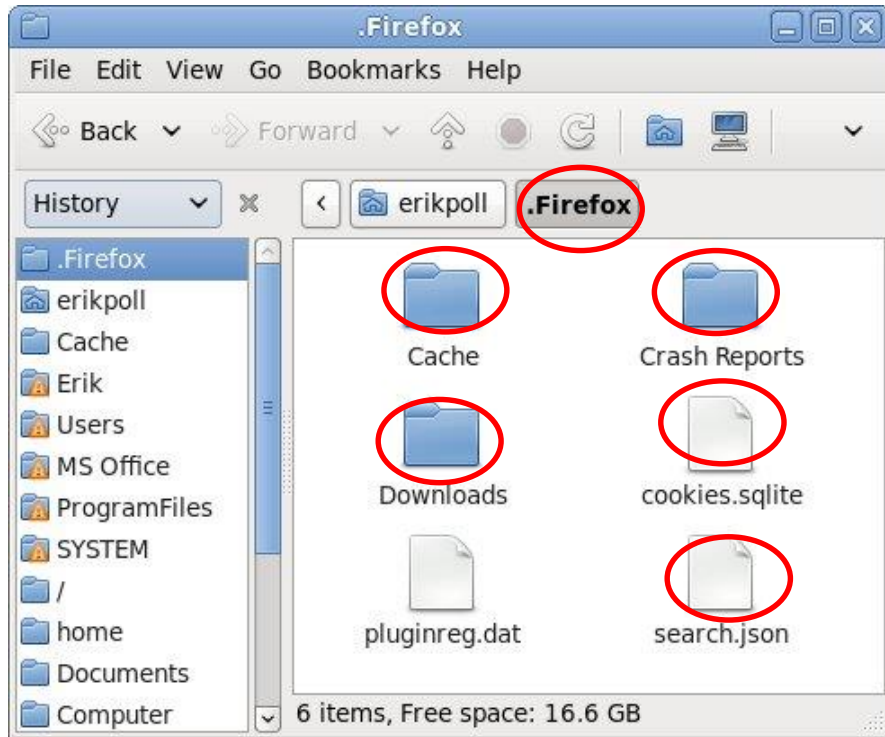 .Firefox
File Edit View Go Bookmarks Help
Back Forward
History erikpoll .Firefox
.Firefox
erikpoll
Cache
Erik
Users
MS Office
ProgramFiles
SYSTEM
/
home
Documents
Computer
Cache Crash Reports
Downloads cookies.sqlite
pluginreg.dat search.json
6 items, Free space: 16.6 GB